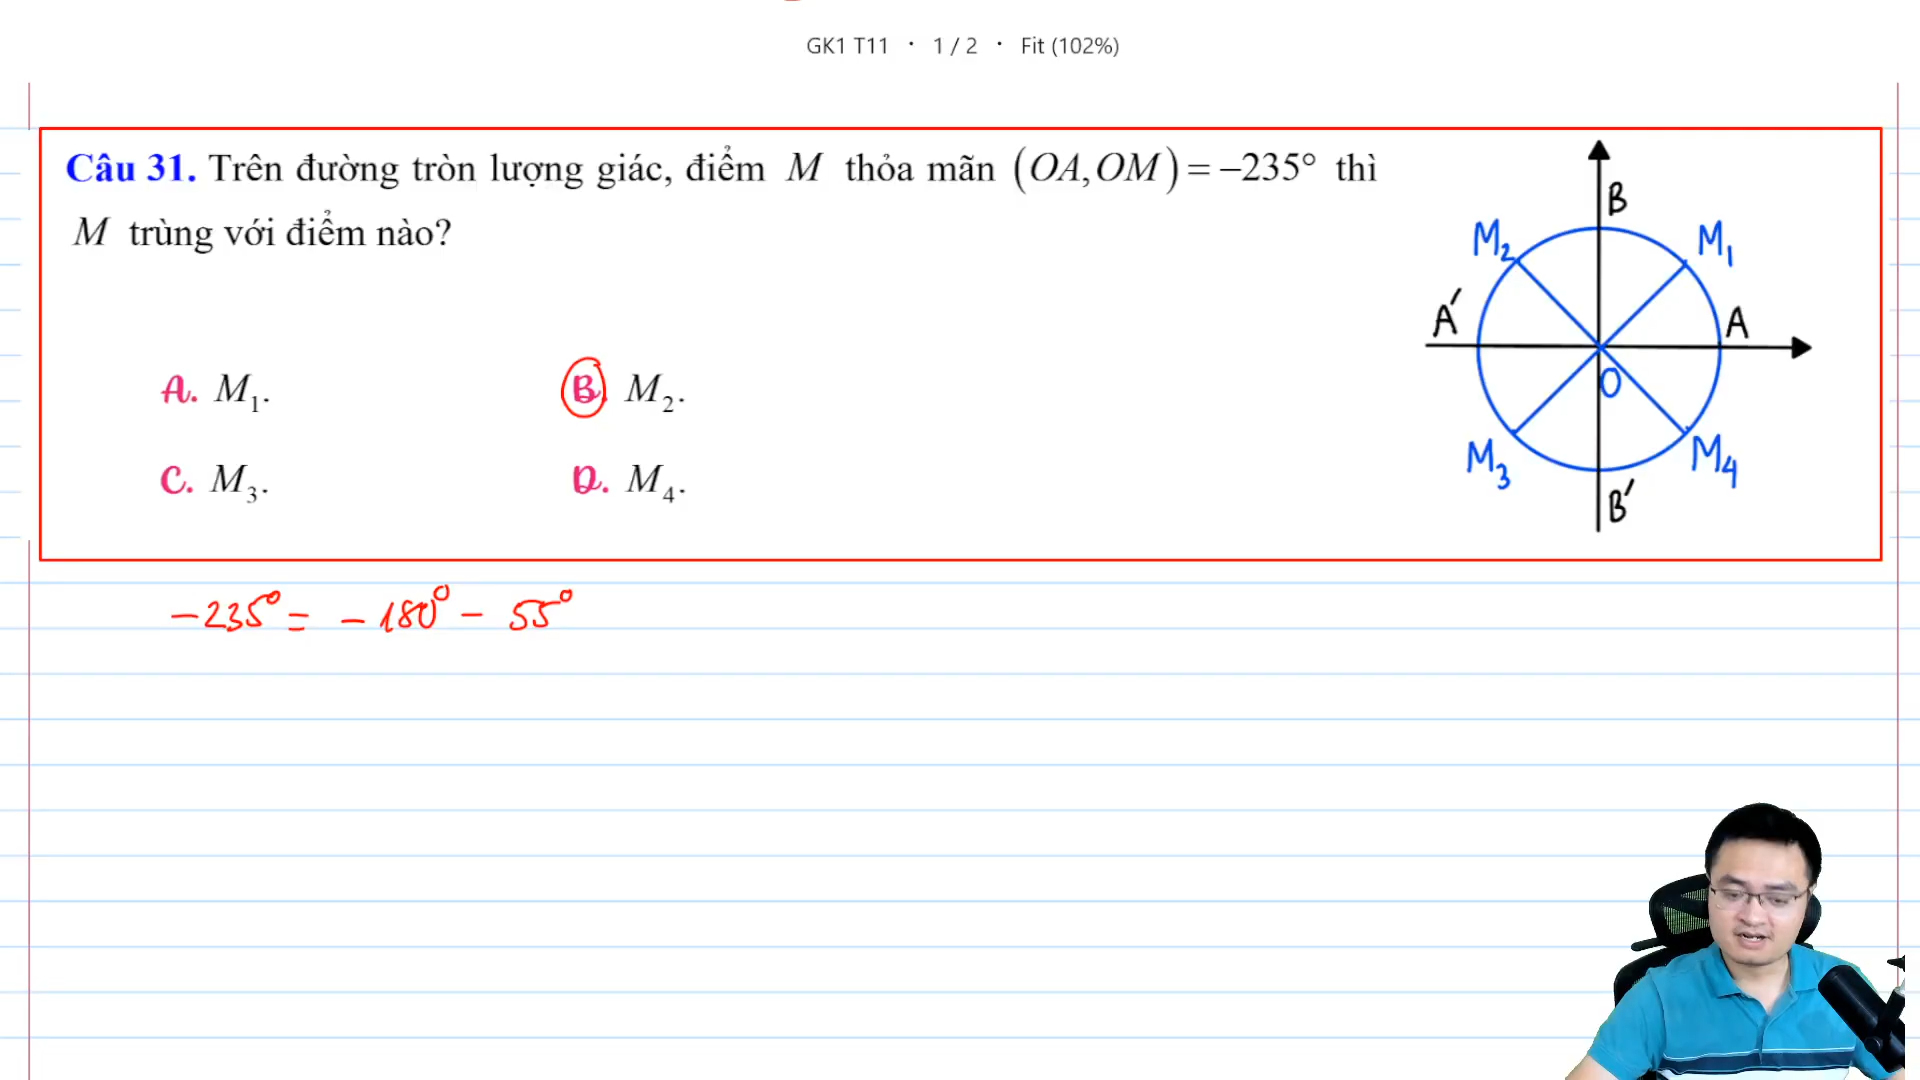 GK1 T11 • 1 / 2 • Fit (102%)
Câu 31. Trên đường tròn lượng giác, điểm M thỏa mãn (OA, OM) = −235° thì
M trùng với điểm nào?
A. M₁.
B. M₂.
C. M₃.
D. M₄.
B
M₂
M₁
A′
A
O
M₃
M₄
B′
−235° = −180° − 55°